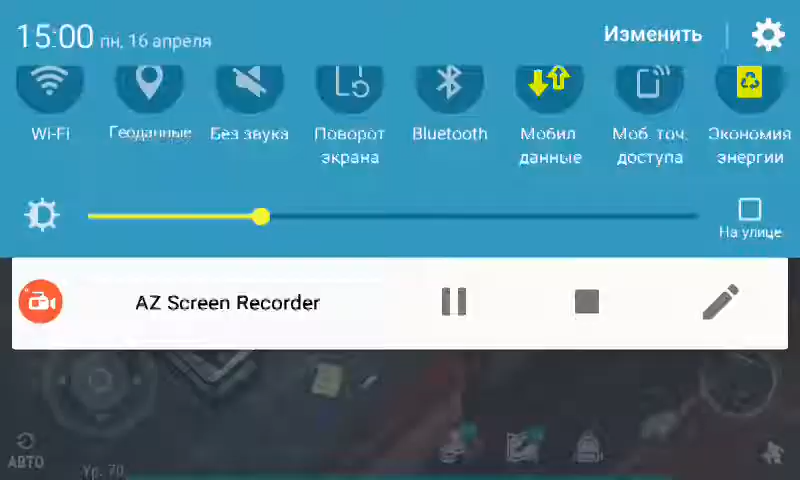 15:00 пн, 16 апреля
Изменить
Wi-Fi
Геоданные
Без звука
Поворот
экрана
Bluetooth
Мобил
данные
Моб. точ.
доступа
Экономия
энергии
На улице
AZ Screen Recorder
АВТО
Ур. 70